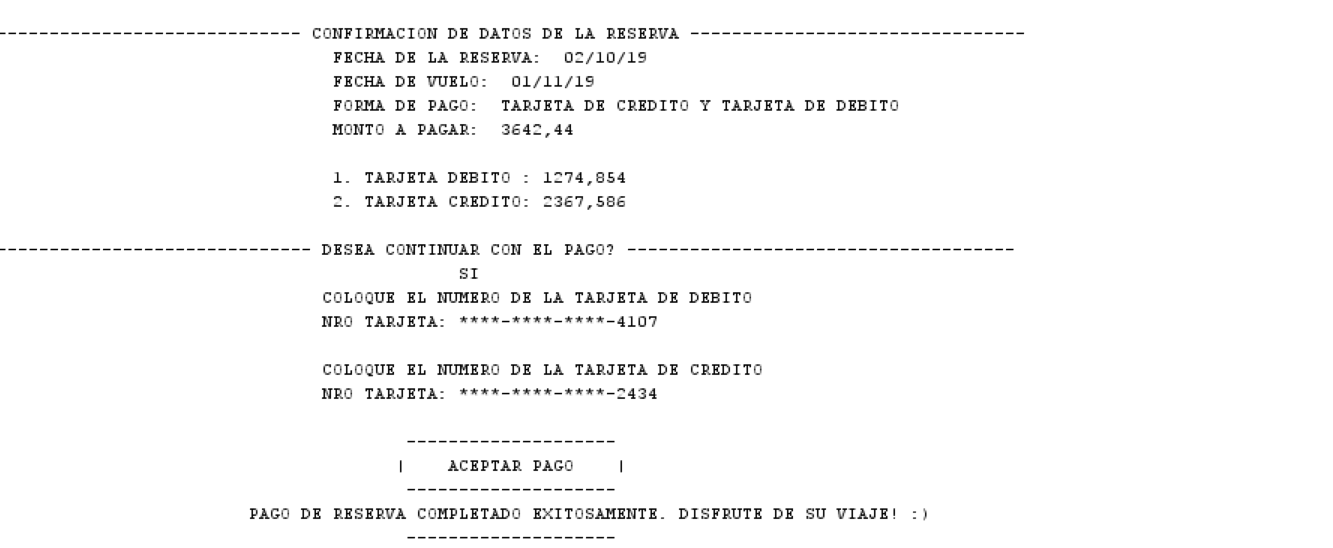 ----------------------------- CONFIRMACION DE DATOS DE LA RESERVA --------------------------------
FECHA DE LA RESERVA: 02/10/19
FECHA DE VUELO: 01/11/19
FORMA DE PAGO: TARJETA DE CREDITO Y TARJETA DE DEBITO
MONTO A PAGAR: 3642,44
1. TARJETA DEBITO : 1274,854
2. TARJETA CREDITO: 2367,586
------------------------------ DESEA CONTINUAR CON EL PAGO? -------------------------------------
SI
COLOQUE EL NUMERO DE LA TARJETA DE DEBITO
NRO TARJETA: ****-****-****-4107
COLOQUE EL NUMERO DE LA TARJETA DE CREDITO
NRO TARJETA: ****-****-****-2434
--------------------
| ACEPTAR PAGO |
--------------------
PAGO DE RESERVA COMPLETADO EXITOSAMENTE. DISFRUTE DE SU VIAJE! :)
--------------------